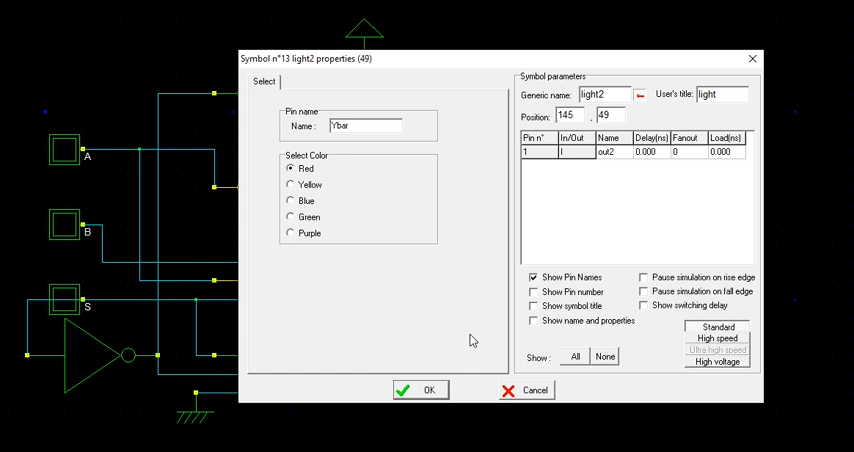 Symbol n°13 light2 properties (49)
Select
Pin name
Name : Ybar
Select Color
Red
Yellow
Blue
Green
Purple
Symbol parameters
Generic name: light2 User's title: light
Position: 145 , 49
Pin n° In/Out Name Delay(ns) Fanout Load(ns)
1 I out2 0.000 0 0.000
Show Pin Names
Show Pin number
Show symbol title
Show name and properties
Pause simulation on rise edge
Pause simulation on fall edge
Show switching delay
Standard
High speed
Ultra high speed
High voltage
Show : All None
OK Cancel
A
B
S